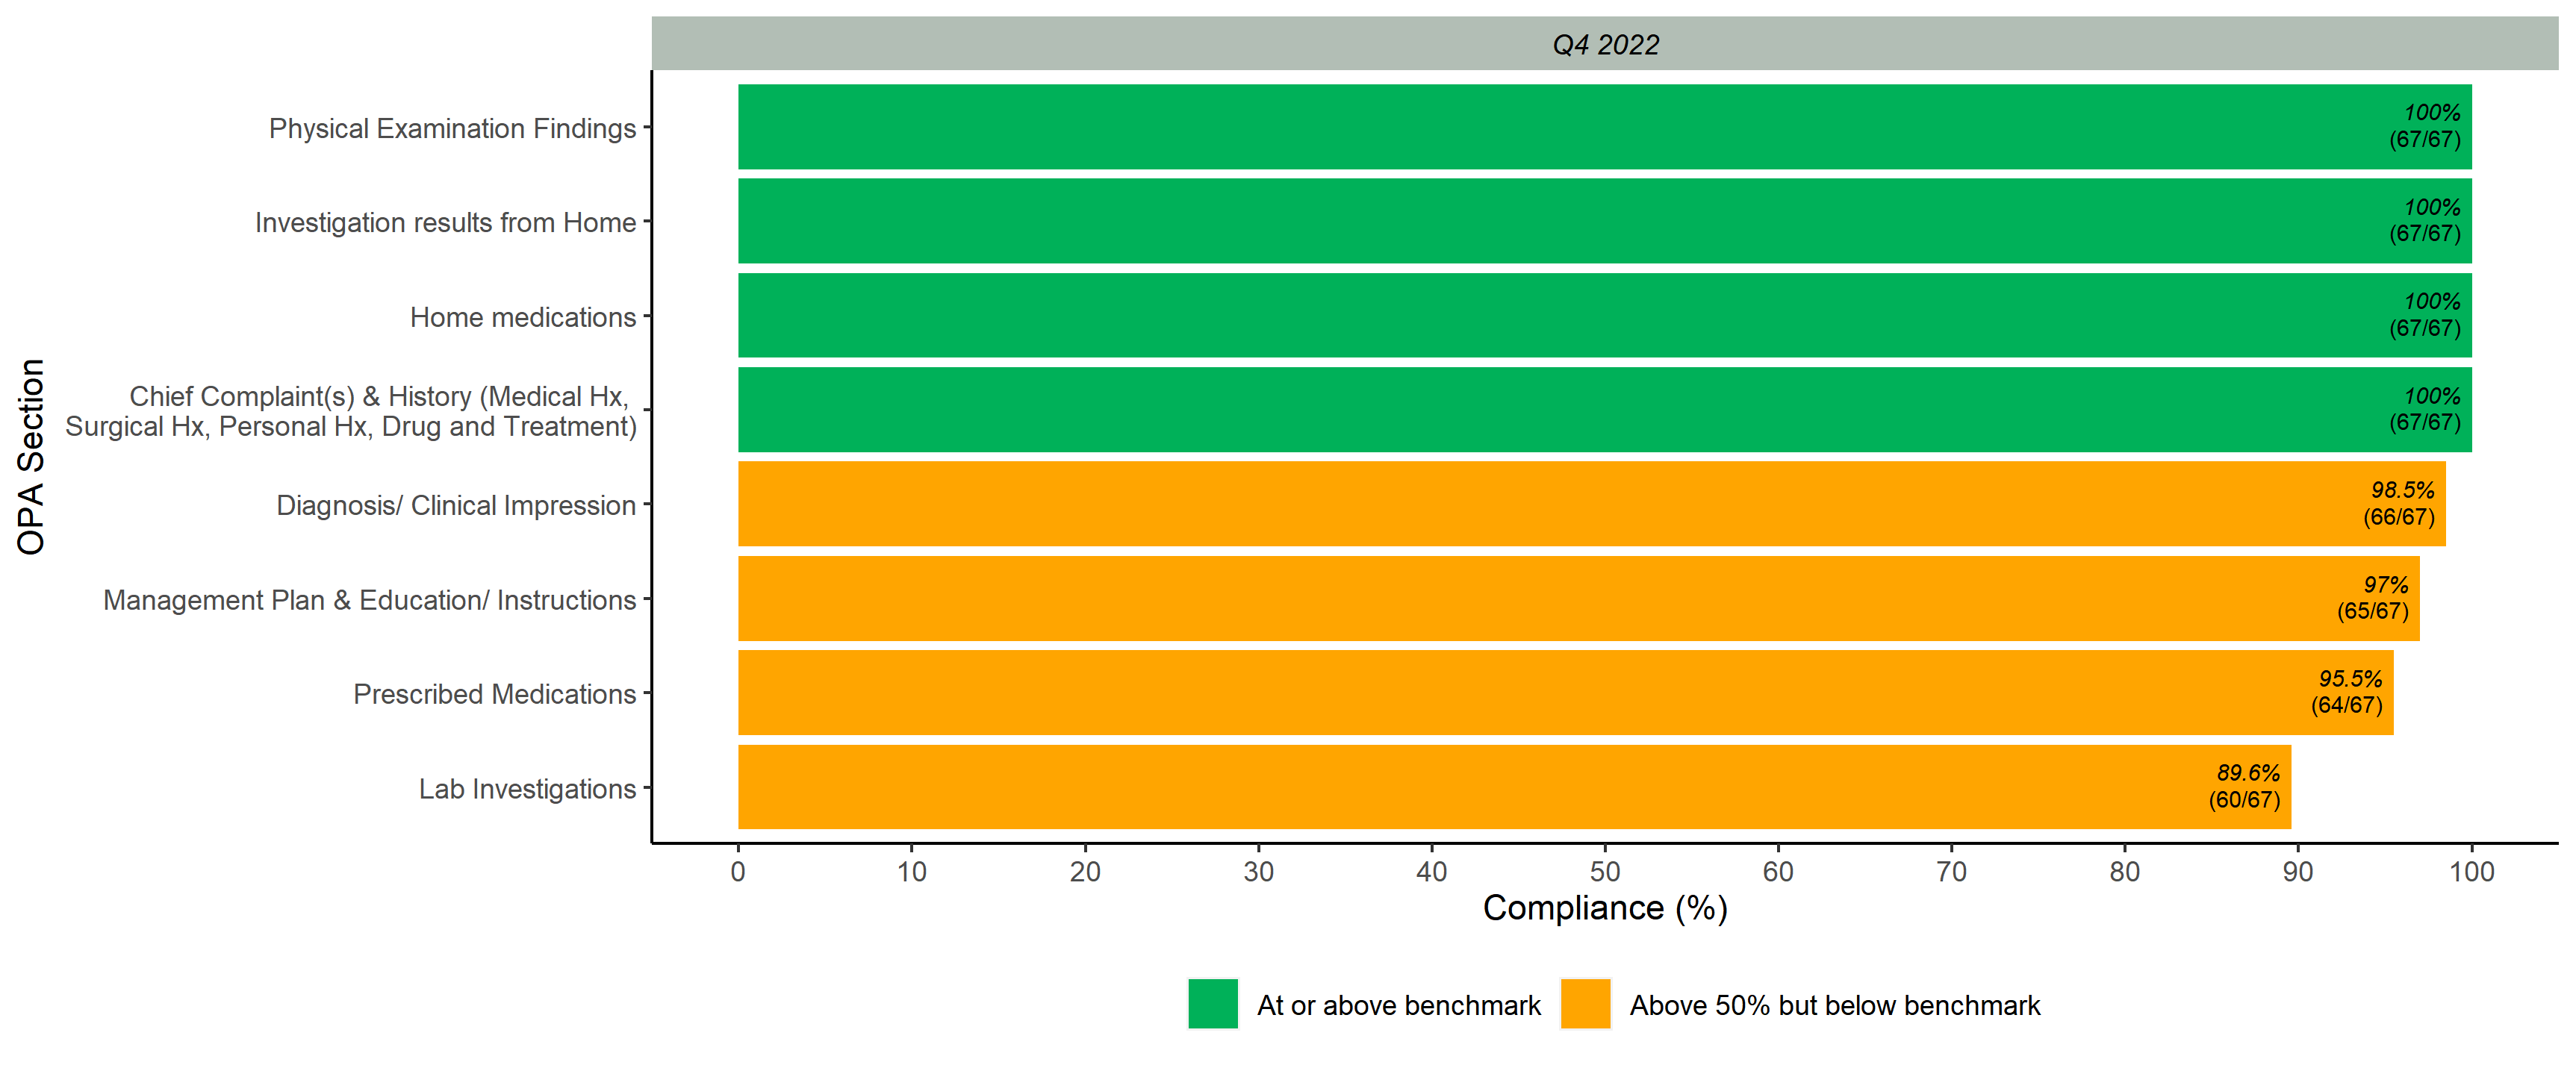 Q4 2022
OPA Section
Physical Examination Findings
100%
(67/67)
Investigation results from Home
100%
(67/67)
Home medications
100%
(67/67)
Chief Complaint(s) & History (Medical Hx,
Surgical Hx, Personal Hx, Drug and Treatment)
100%
(67/67)
Diagnosis/ Clinical Impression
98.5%
(66/67)
Management Plan & Education/ Instructions
97%
(65/67)
Prescribed Medications
95.5%
(64/67)
Lab Investigations
89.6%
(60/67)
0 10 20 30 40 50 60 70 80 90 100
Compliance (%)
At or above benchmark Above 50% but below benchmark